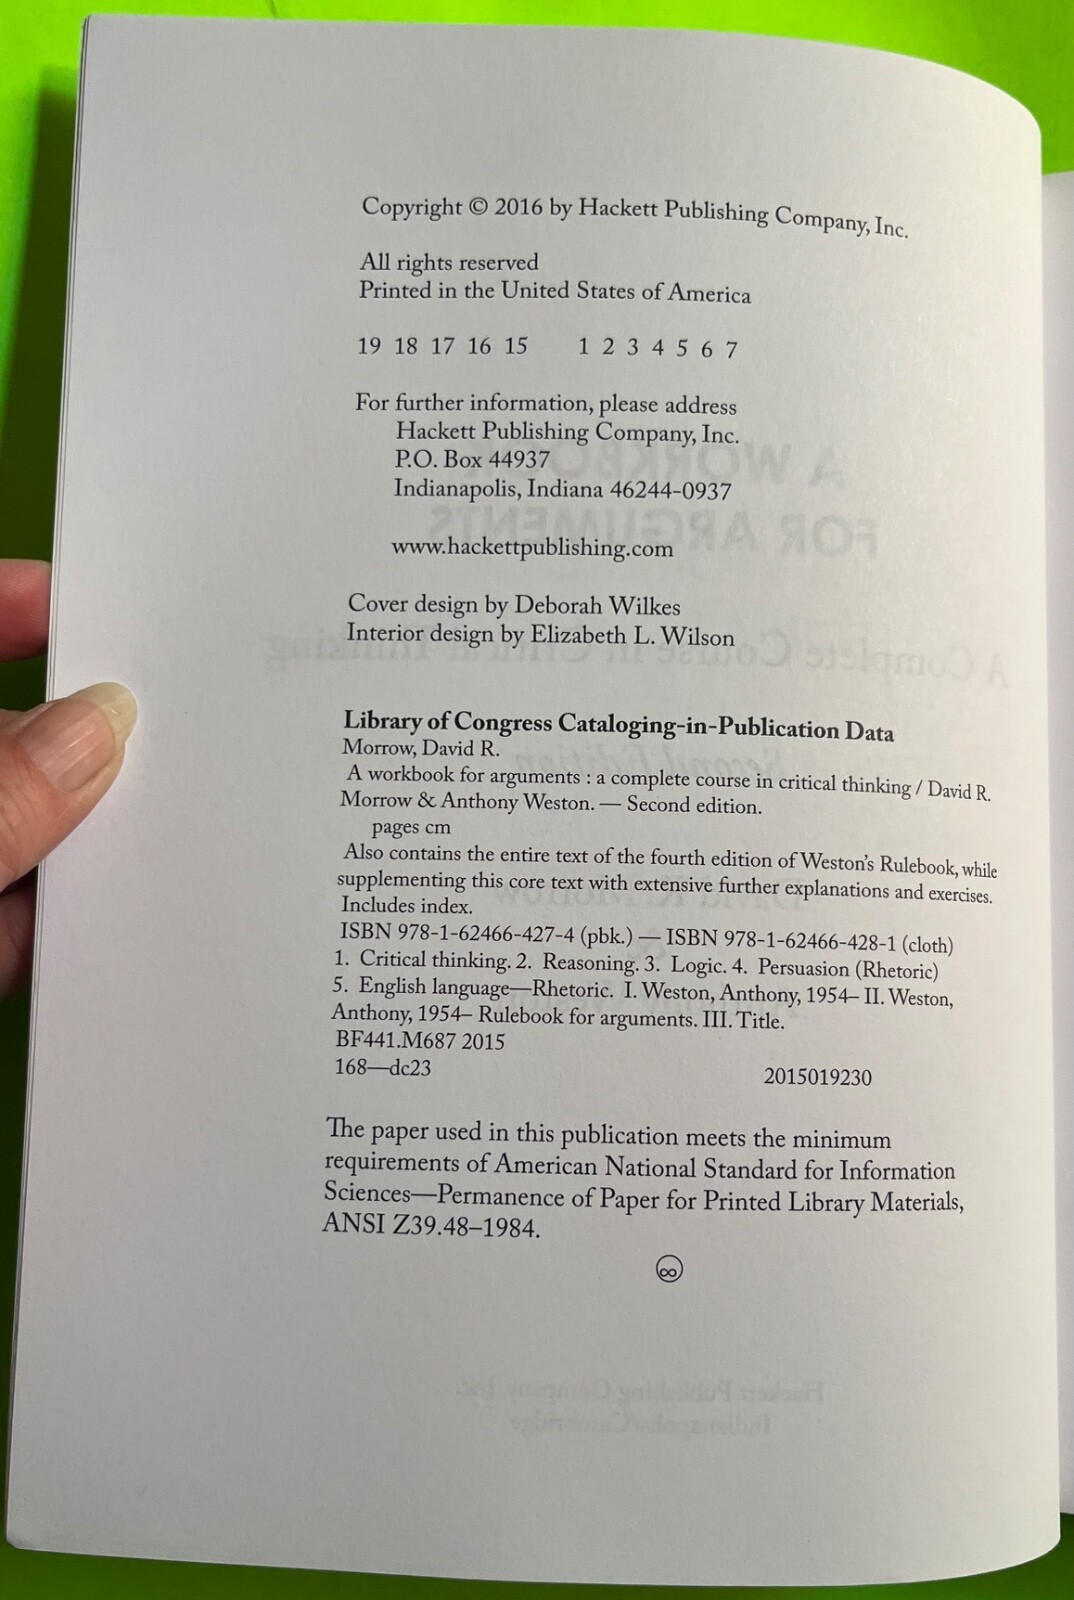 Copyright © 2016 by Hackett Publishing Company, Inc.
All rights reserved
Printed in the United States of America
19 18 17 16 15 1 2 3 4 5 6 7
For further information, please address
Hackett Publishing Company, Inc.
P.O. Box 44937
Indianapolis, Indiana 46244-0937
www.hackettpublishing.com
Cover design by Deborah Wilkes
Interior design by Elizabeth L. Wilson
Library of Congress Cataloging-in-Publication Data
Morrow, David R.
A workbook for arguments : a complete course in critical thinking / David R.
Morrow & Anthony Weston. — Second edition.
pages cm
Also contains the entire text of the fourth edition of Weston's Rulebook, while
supplementing this core text with extensive further explanations and exercises.
Includes index.
ISBN 978-1-62466-427-4 (pbk.) — ISBN 978-1-62466-428-1 (cloth)
1. Critical thinking. 2. Reasoning. 3. Logic. 4. Persuasion (Rhetoric)
5. English language—Rhetoric. I. Weston, Anthony, 1954– II. Weston,
Anthony, 1954– Rulebook for arguments. III. Title.
BF441.M687 2015
168—dc23 2015019230
The paper used in this publication meets the minimum
requirements of American National Standard for Information
Sciences—Permanence of Paper for Printed Library Materials,
ANSI Z39.48–1984.
∞